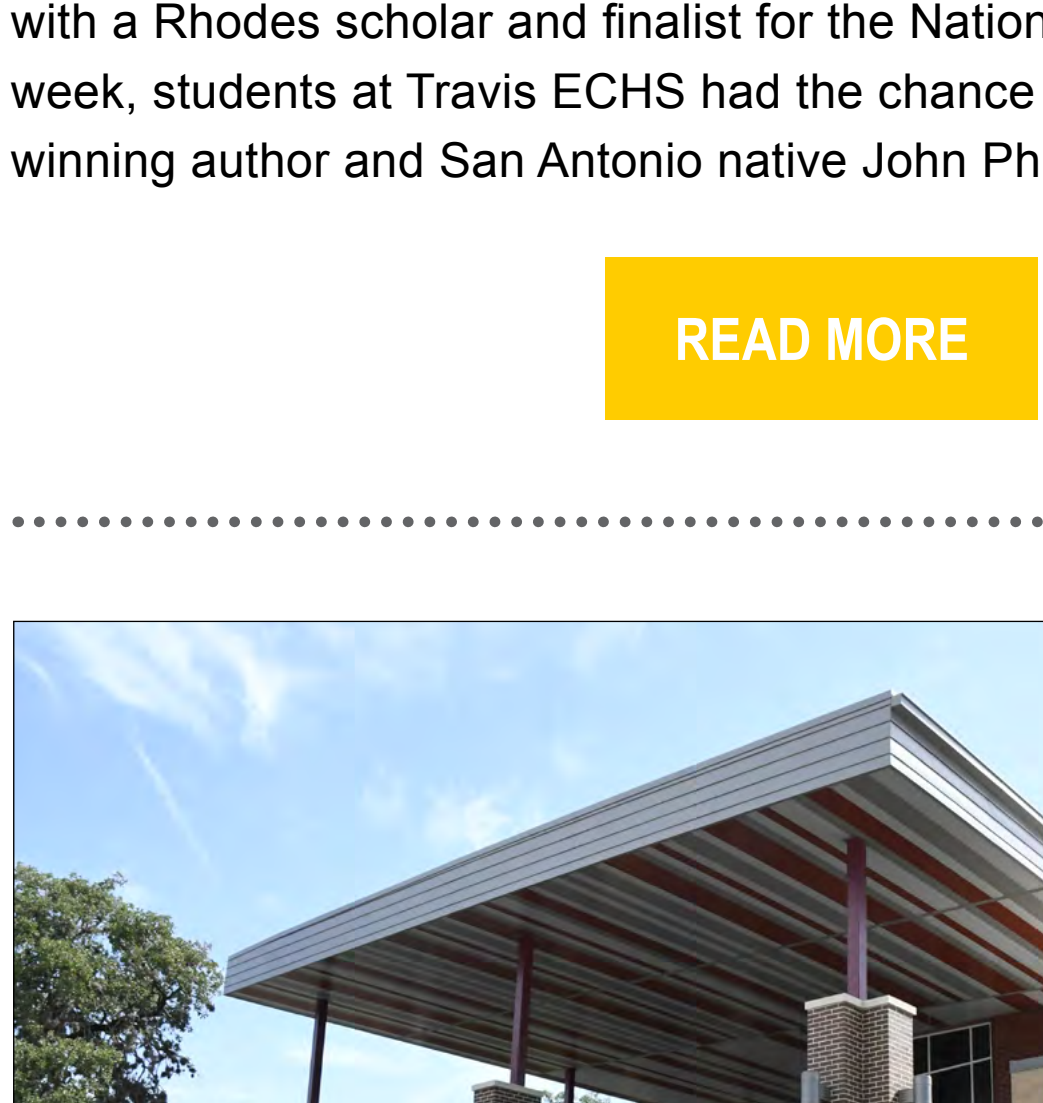 with a Rhodes scholar and finalist for the Nation
week, students at Travis ECHS had the chance
winning author and San Antonio native John Ph
READ MORE